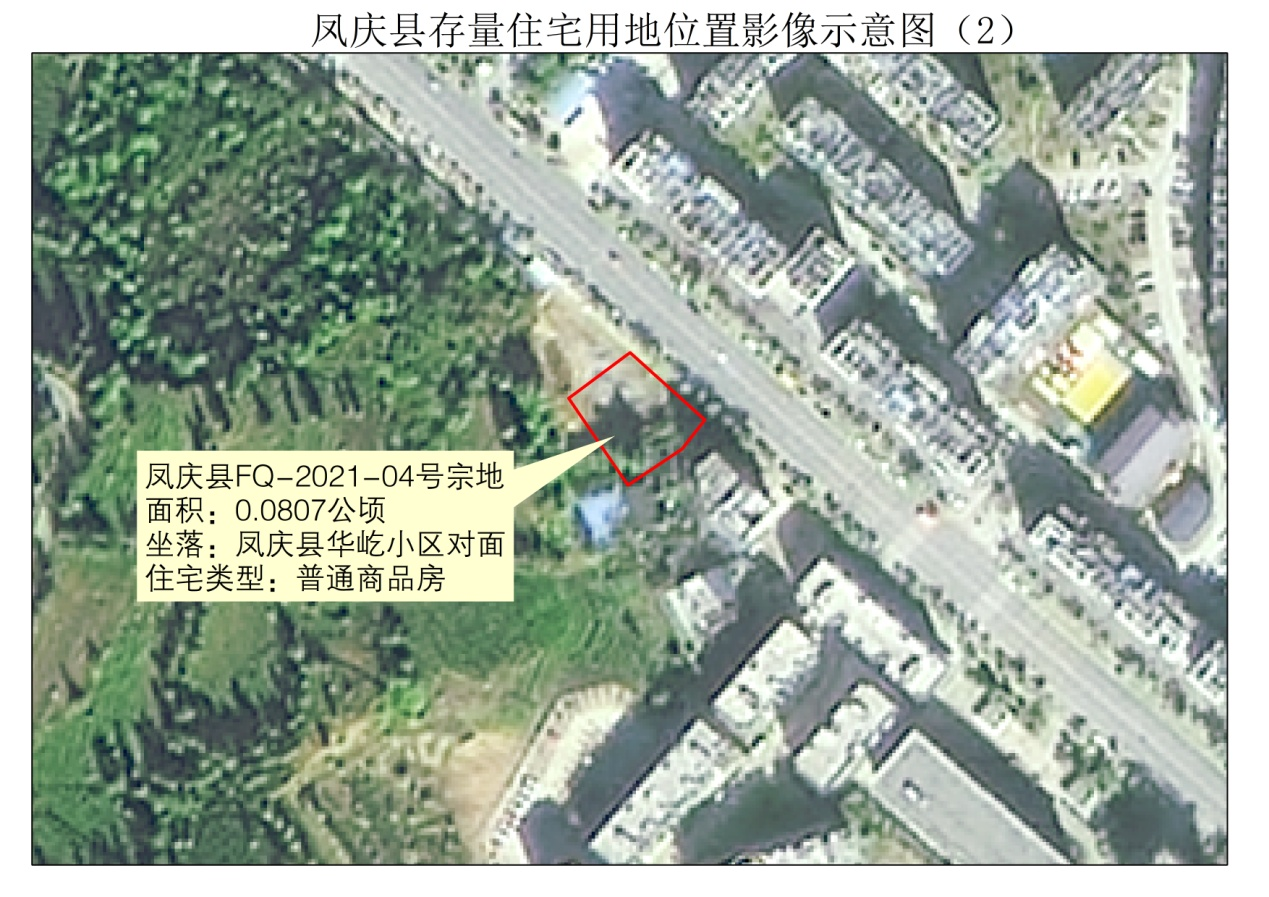 凤庆县存量住宅用地位置影像示意图（2）
凤庆县FQ-2021-04号宗地
面积：0.0807公顷
坐落：凤庆县华屹小区对面
住宅类型：普通商品房